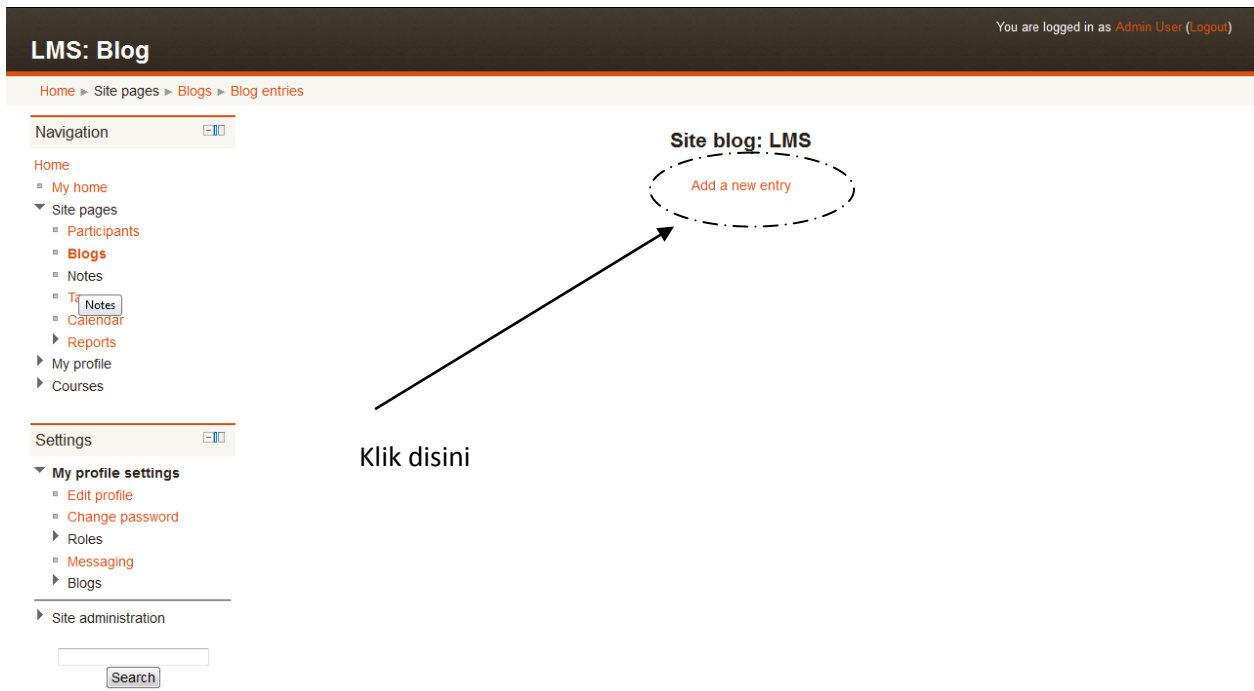 You are logged in as Admin User (Logout)
LMS: Blog
Home ► Site pages ► Blogs ► Blog entries
Navigation
Home
My home
Site pages
Participants
Blogs
Notes
Notes
Calendar
Reports
My profile
Courses
Settings
My profile settings
Edit profile
Change password
Roles
Messaging
Blogs
Site administration
Search
Site blog: LMS
Add a new entry
Klik disini